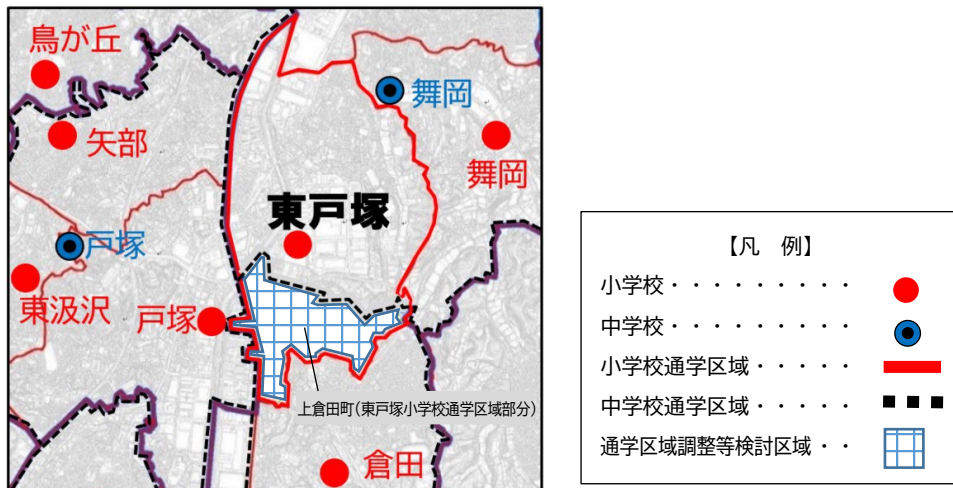 鳥が丘
矢部
舞岡
舞岡
東戸塚
戸塚
東汲沢
戸塚
上倉田町(東戸塚小学校通学区域部分)
倉田
【凡　例】
小学校・・・・・・・・・
中学校・・・・・・・・・
小学校通学区域・・・・・
中学校通学区域・・・・・
通学区域調整等検討区域・・